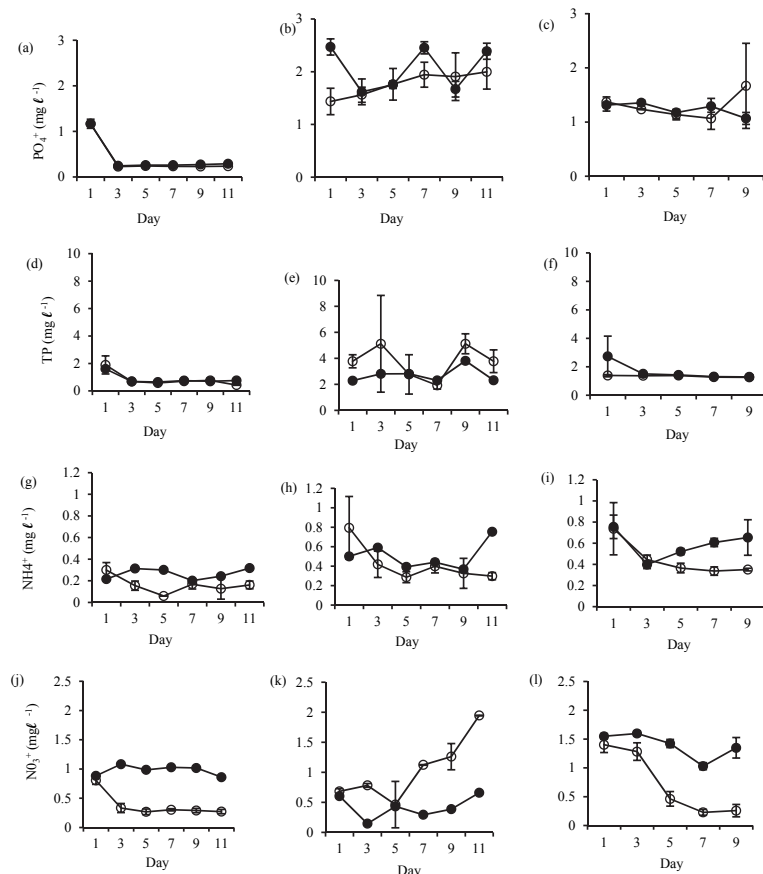 (a)
PO₄⁺ (mg ℓ⁻¹)
3
2
1
0
1 3 5 7 9 11
Day
(b)
3
2
1
0
1 3 5 7 9 11
Day
(c)
3
2
1
0
1 3 5 7 9
Day
(d)
TP (mg ℓ⁻¹)
10
8
6
4
2
0
1 3 5 7 9 11
Day
(e)
10
8
6
4
2
0
1 3 5 7 9 11
Day
(f)
10
8
6
4
2
0
1 3 5 7 9
Day
(g)
NH4⁺ (mg ℓ⁻¹)
1.2
1
0.8
0.6
0.4
0.2
0
1 3 5 7 9 11
Day
(h)
1.2
1
0.8
0.6
0.4
0.2
0
1 3 5 7 9 11
Day
(i)
1.2
1
0.8
0.6
0.4
0.2
0
1 3 5 7 9
Day
(j)
N0₃⁺ (mgℓ⁻¹)
2.5
2
1.5
1
0.5
0
1 3 5 7 9 11
Day
(k)
2.5
2
1.5
1
0.5
0
1 3 5 7 9 11
Day
(l)
2.5
2
1.5
1
0.5
0
1 3 5 7 9
Day